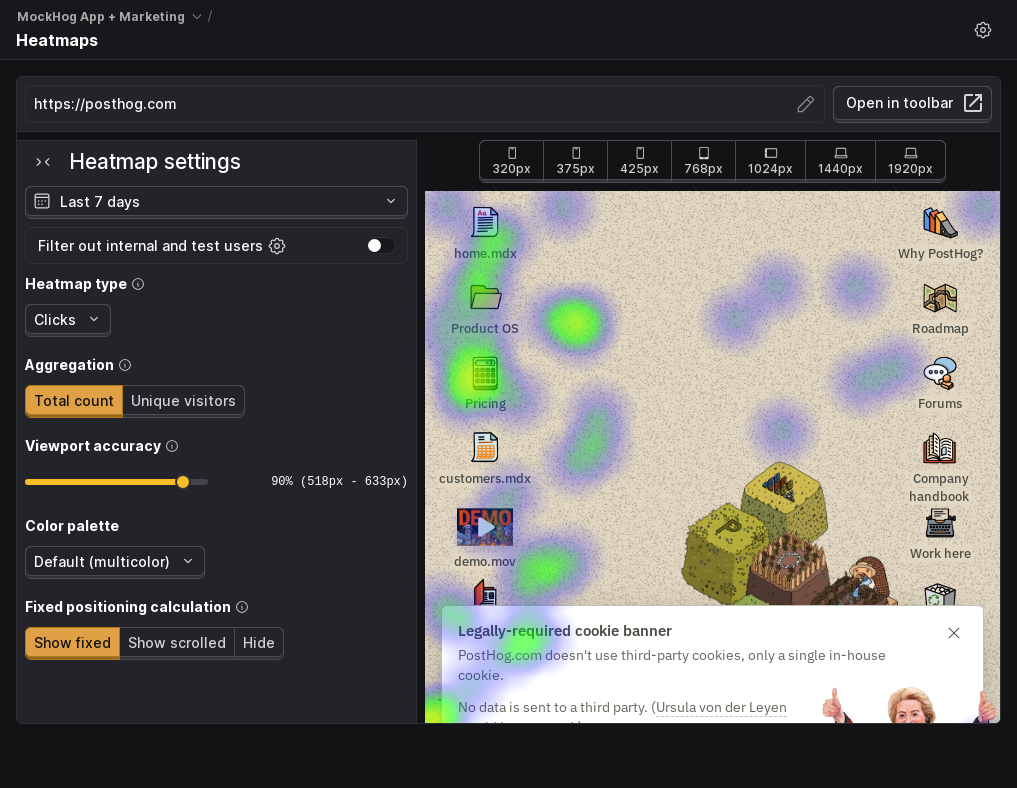 MockHog App + Marketing /
Heatmaps
https://posthog.com
Open in toolbar
Heatmap settings
Last 7 days
Filter out internal and test users
Heatmap type
Clicks
Aggregation
Total count
Unique visitors
Viewport accuracy
90% (518px - 633px)
Color palette
Default (multicolor)
Fixed positioning calculation
Show fixed
Show scrolled
Hide
320px
375px
425px
768px
1024px
1440px
1920px
home.mdx
Product OS
Pricing
customers.mdx
DEMO
demo.mov
Why PostHog?
Roadmap
Forums
Company
handbook
Work here
Legally-required cookie banner
PostHog.com doesn't use third-party cookies, only a single in-house
cookie.
No data is sent to a third party. (Ursula von der Leyen